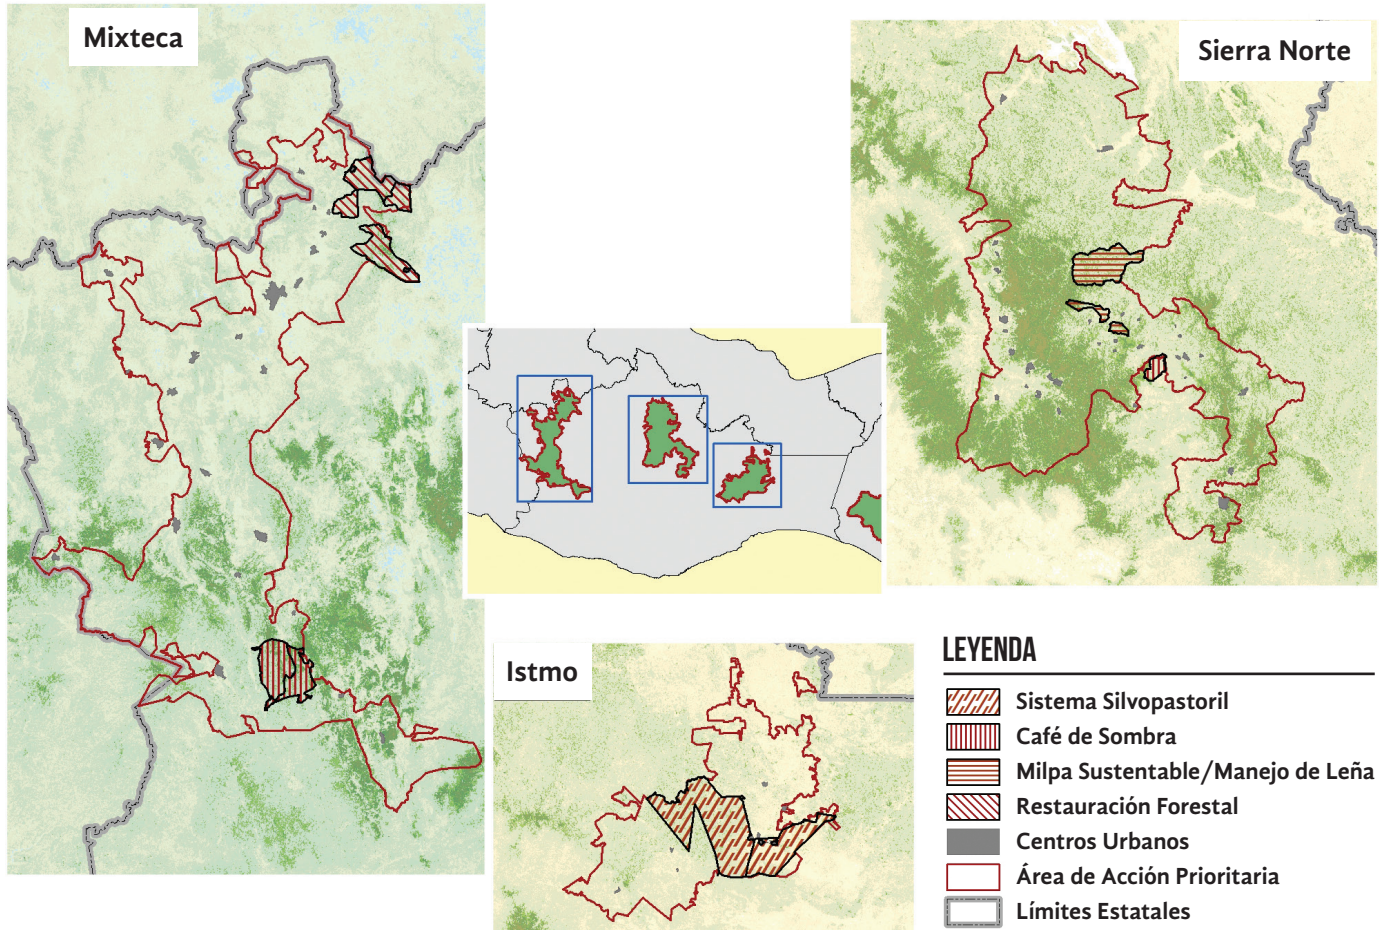 Mixteca
Sierra Norte
Istmo
LEYENDA
Sistema Silvopastoril
Café de Sombra
Milpa Sustentable/Manejo de Leña
Restauración Forestal
Centros Urbanos
Área de Acción Prioritaria
Límites Estatales